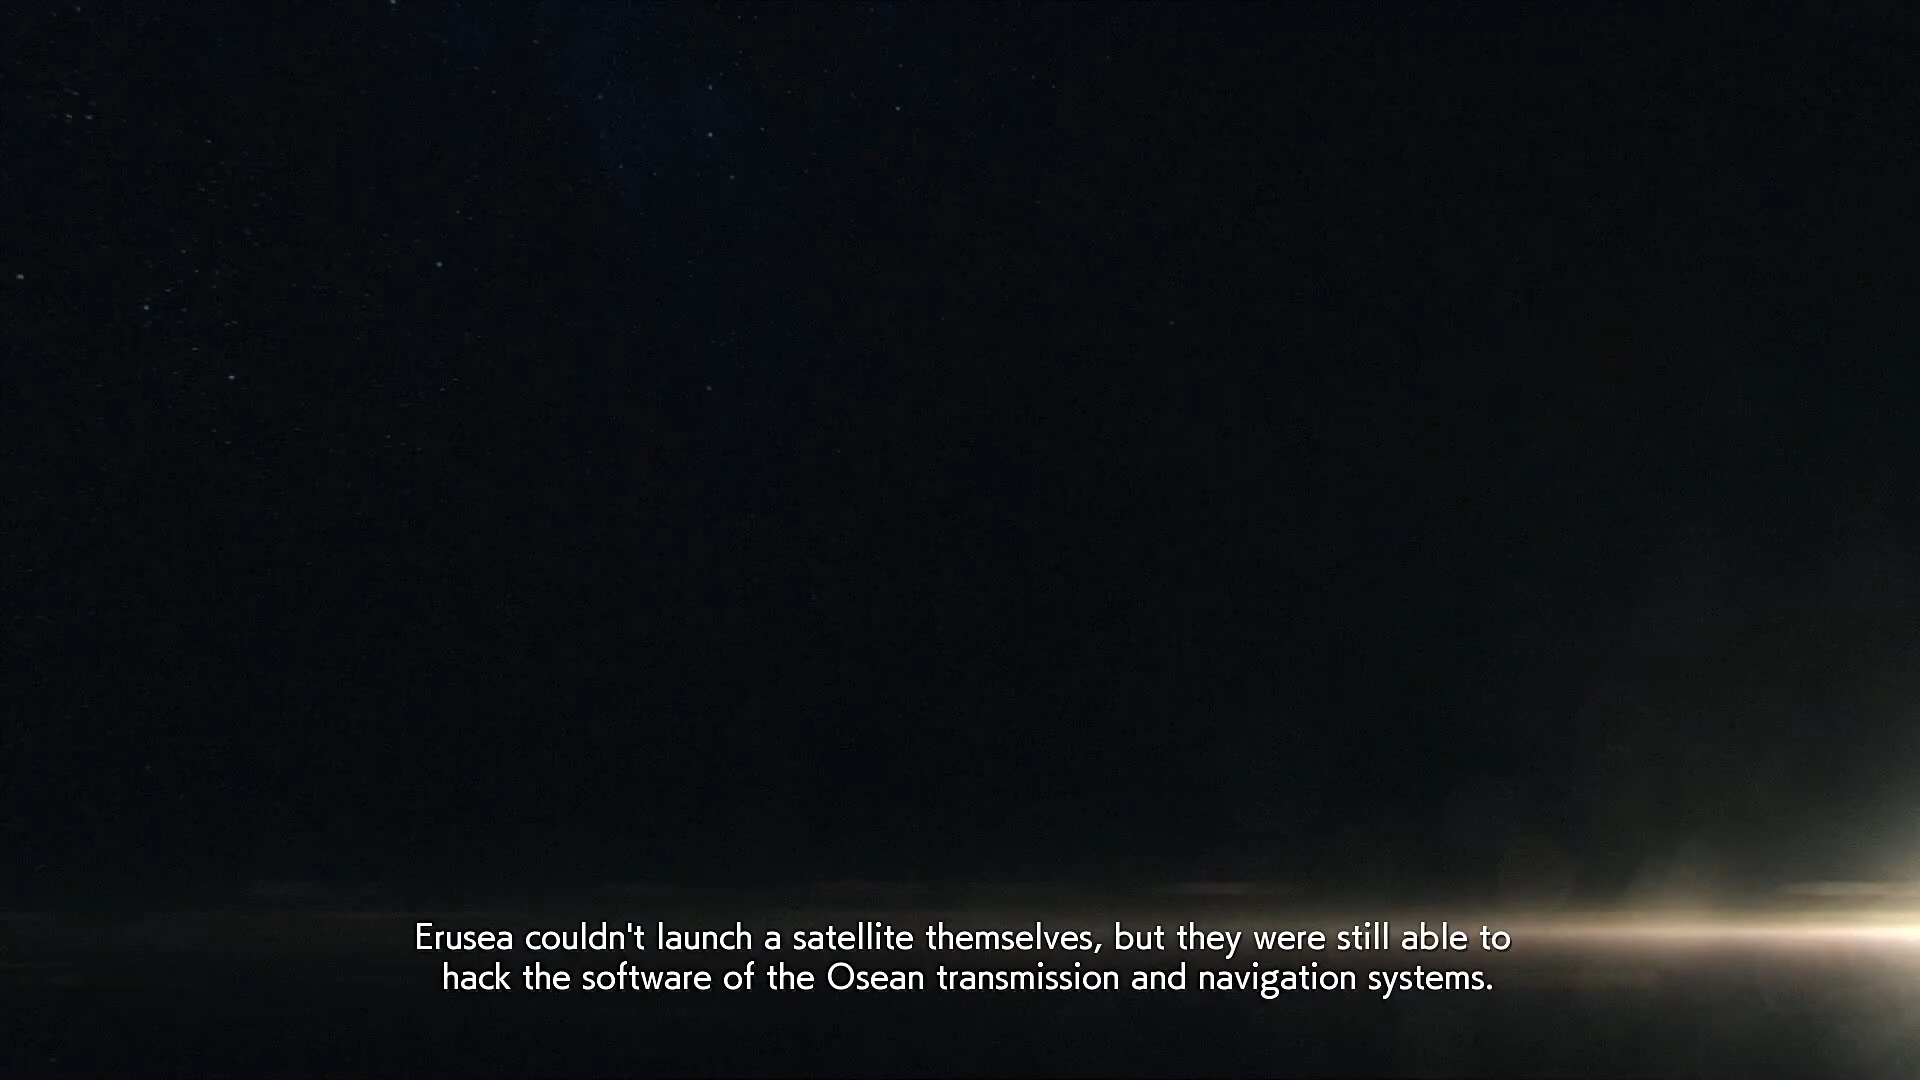 Erusea couldn't launch a satellite themselves, but they were still able to
hack the software of the Osean transmission and navigation systems.